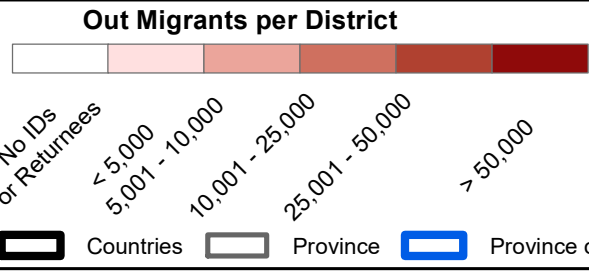 Out Migrants per District
No IDs
or Returnees
< 5,000
5,001 - 10,000
10,001 - 25,000
25,001 - 50,000
> 50,000
Countries
Province
Province